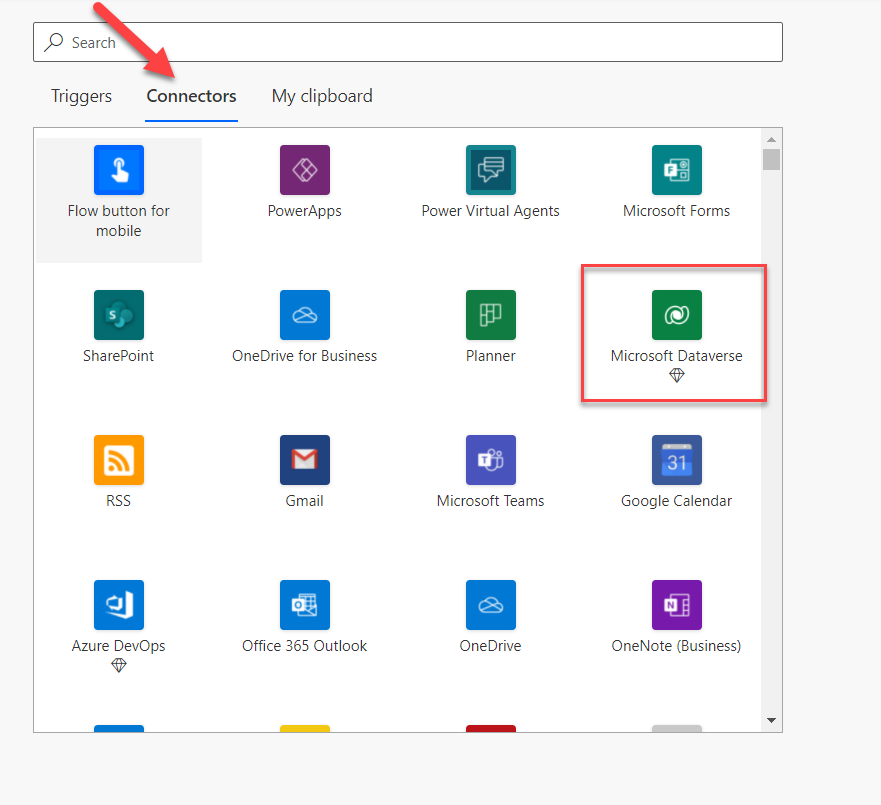 Search
Triggers Connectors My clipboard
Flow button for
mobile
PowerApps
Power Virtual Agents
Microsoft Forms
SharePoint
OneDrive for Business
Planner
Microsoft Dataverse
RSS
Gmail
Microsoft Teams
31
Google Calendar
Azure DevOps
Office 365 Outlook
OneDrive
OneNote (Business)